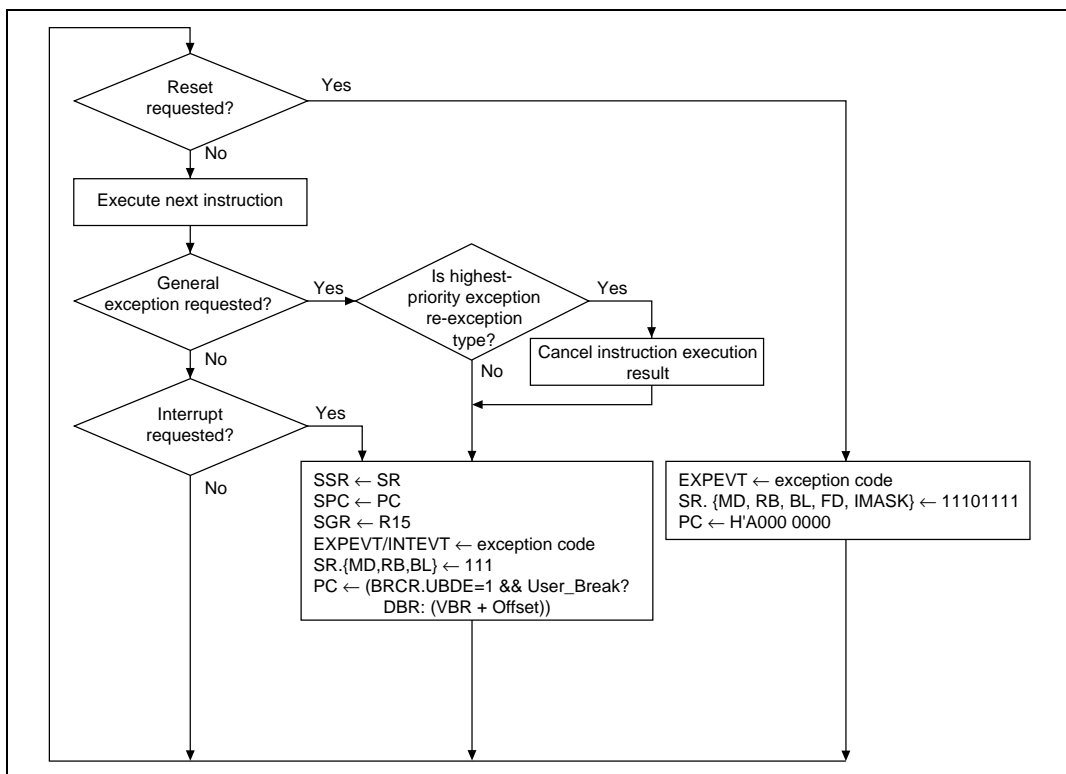 Reset
requested?
Yes
No
Execute next instruction
General
exception requested?
Yes
Is highest-
priority exception
re-exception
type?
Yes
Cancel instruction execution
result
No
No
Interrupt
requested?
Yes
No
SSR ← SR
SPC ← PC
SGR ← R15
EXPEVT/INTEVT ← exception code
SR.{MD,RB,BL} ← 111
PC ← (BRCR.UBDE=1 && User_Break?
DBR: (VBR + Offset))
EXPEVT ← exception code
SR. {MD, RB, BL, FD, IMASK} ← 11101111
PC ← H'A000 0000